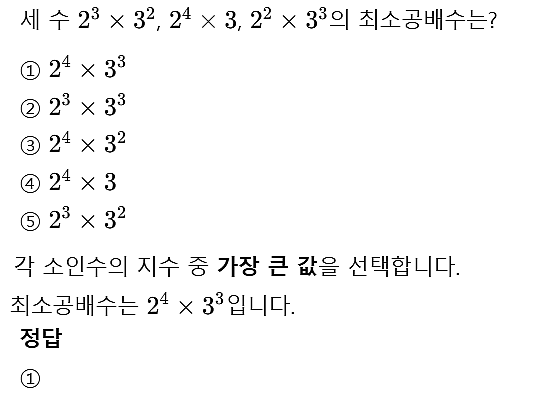 세 수 2³ × 3², 2⁴ × 3, 2² × 3³의 최소공배수는?
① 2⁴ × 3³
② 2³ × 3³
③ 2⁴ × 3²
④ 2⁴ × 3
⑤ 2³ × 3²
각 소인수의 지수 중 가장 큰 값을 선택합니다.
최소공배수는 2⁴ × 3³입니다.
정답
①